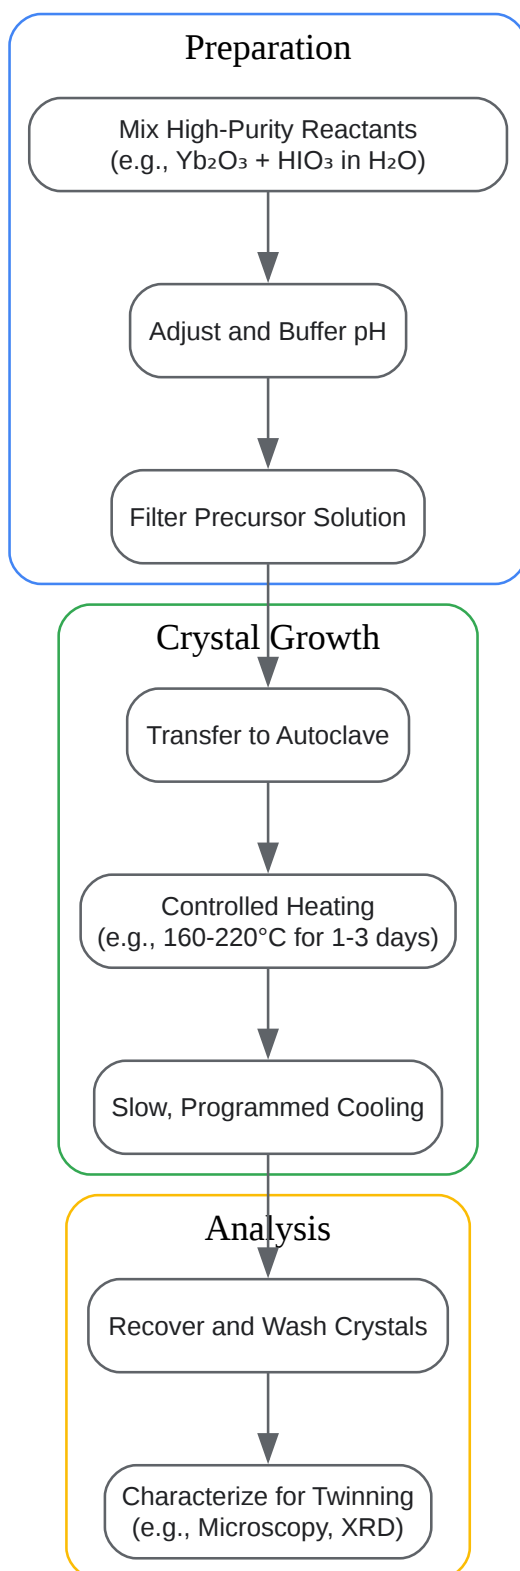 Preparation
Mix High-Purity Reactants
(e.g., Yb₂O₃ + HIO₃ in H₂O)
Adjust and Buffer pH
Filter Precursor Solution
Crystal Growth
Transfer to Autoclave
Controlled Heating
(e.g., 160-220°C for 1-3 days)
Slow, Programmed Cooling
Analysis
Recover and Wash Crystals
Characterize for Twinning
(e.g., Microscopy, XRD)